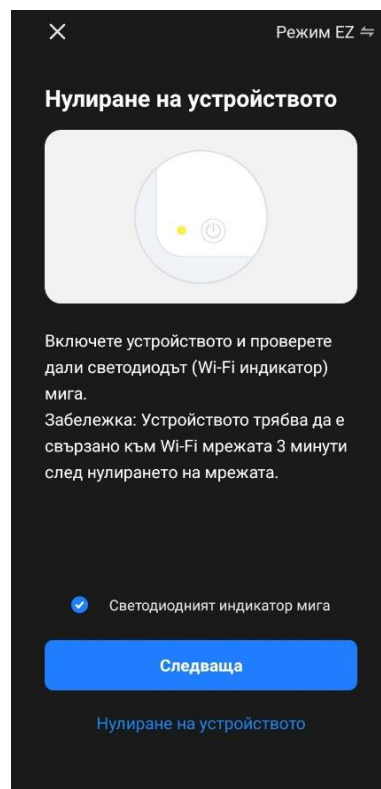 Режим EZ
Нулиране на устройството
Включете устройството и проверете
дали светодиодът (Wi-Fi индикатор)
мига.
Забележка: Устройството трябва да е
свързано към Wi-Fi мрежата 3 минути
след нулирането на мрежата.
Светодиодният индикатор мига
Следваща
Нулиране на устройството